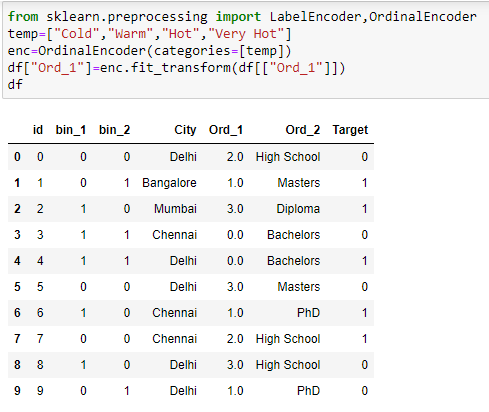 from sklearn.preprocessing import LabelEncoder,OrdinalEncoder
temp=["Cold","Warm","Hot","Very Hot"]
enc=OrdinalEncoder(categories=[temp])
df["Ord_1"]=enc.fit_transform(df[["Ord_1"]])
df
id bin_1 bin_2 City Ord_1 Ord_2 Target
0 0 0 0 Delhi 2.0 High School 0
1 1 0 1 Bangalore 1.0 Masters 1
2 2 1 0 Mumbai 3.0 Diploma 1
3 3 1 1 Chennai 0.0 Bachelors 0
4 4 1 1 Delhi 0.0 Bachelors 1
5 5 0 0 Delhi 3.0 Masters 0
6 6 1 0 Chennai 1.0 PhD 1
7 7 0 0 Chennai 2.0 High School 1
8 8 1 0 Delhi 3.0 High School 0
9 9 0 1 Delhi 1.0 PhD 0